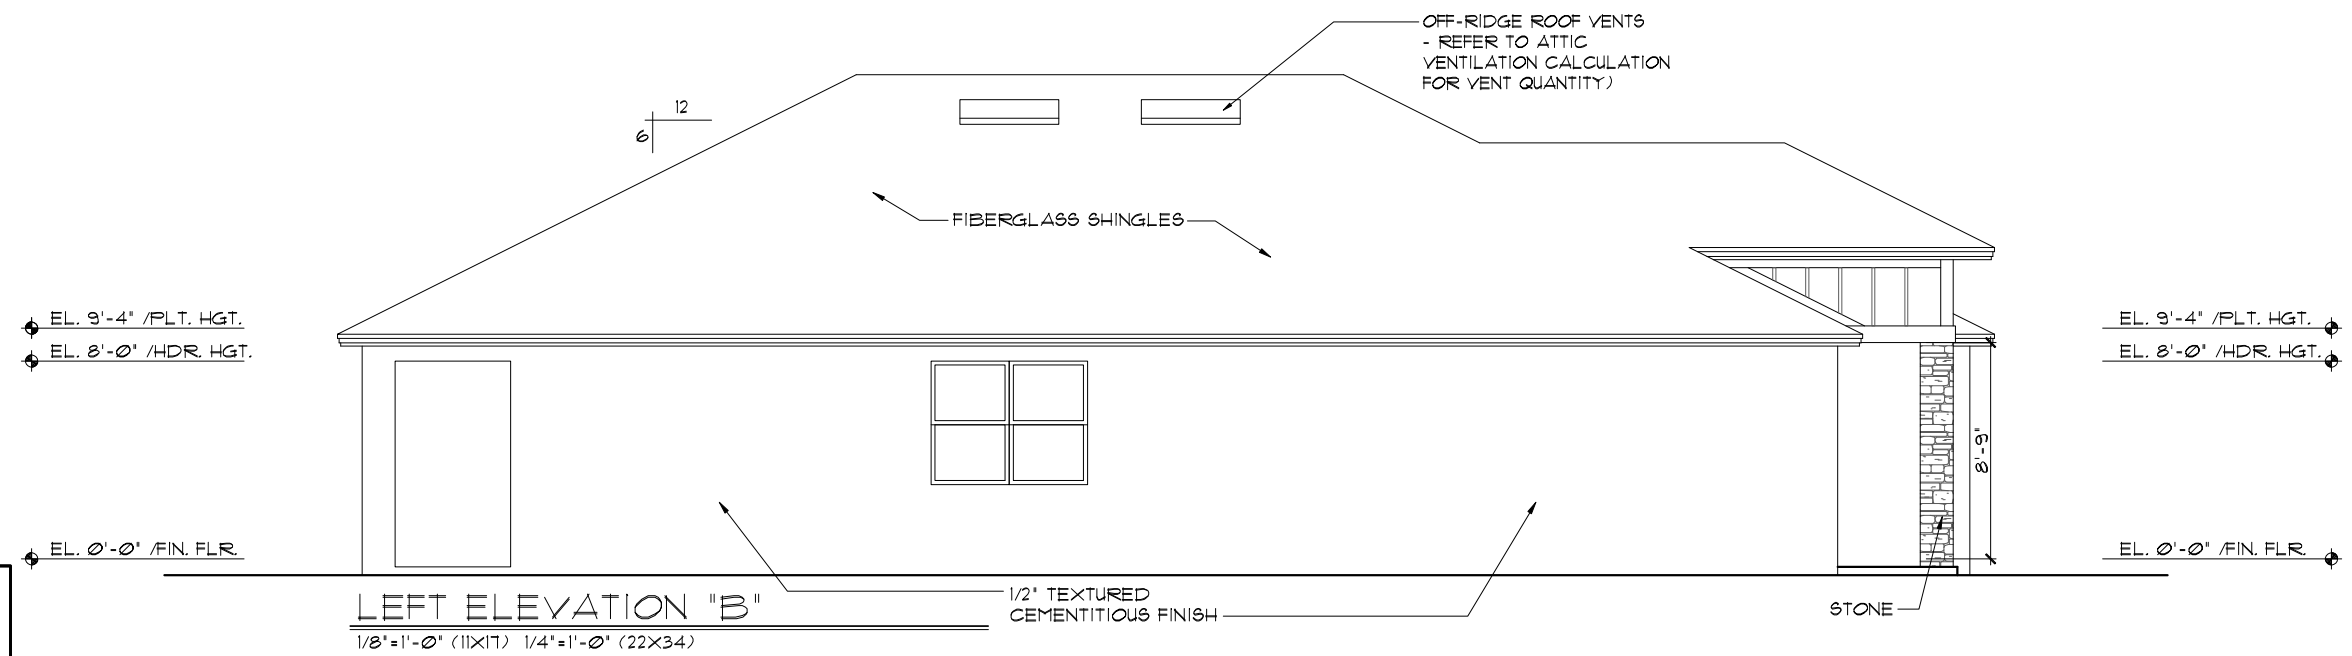 OFF-RIDGE ROOF VENTS
- REFER TO ATTIC
VENTILATION CALCULATION
FOR VENT QUANTITY)
12
6
FIBERGLASS SHINGLES
EL. 9'-4" /PLT. HGT.
EL. 8'-0" /HDR. HGT.
EL. 9'-4" /PLT. HGT.
EL. 8'-0" /HDR. HGT.
8'-9"
EL. 0'-0" /FIN. FLR.
EL. 0'-0" /FIN. FLR.
1/2" TEXTURED
CEMENTITIOUS FINISH
STONE
LEFT ELEVATION "B"
1/8"=1'-0" (11X17) 1/4"=1'-0" (22X34)